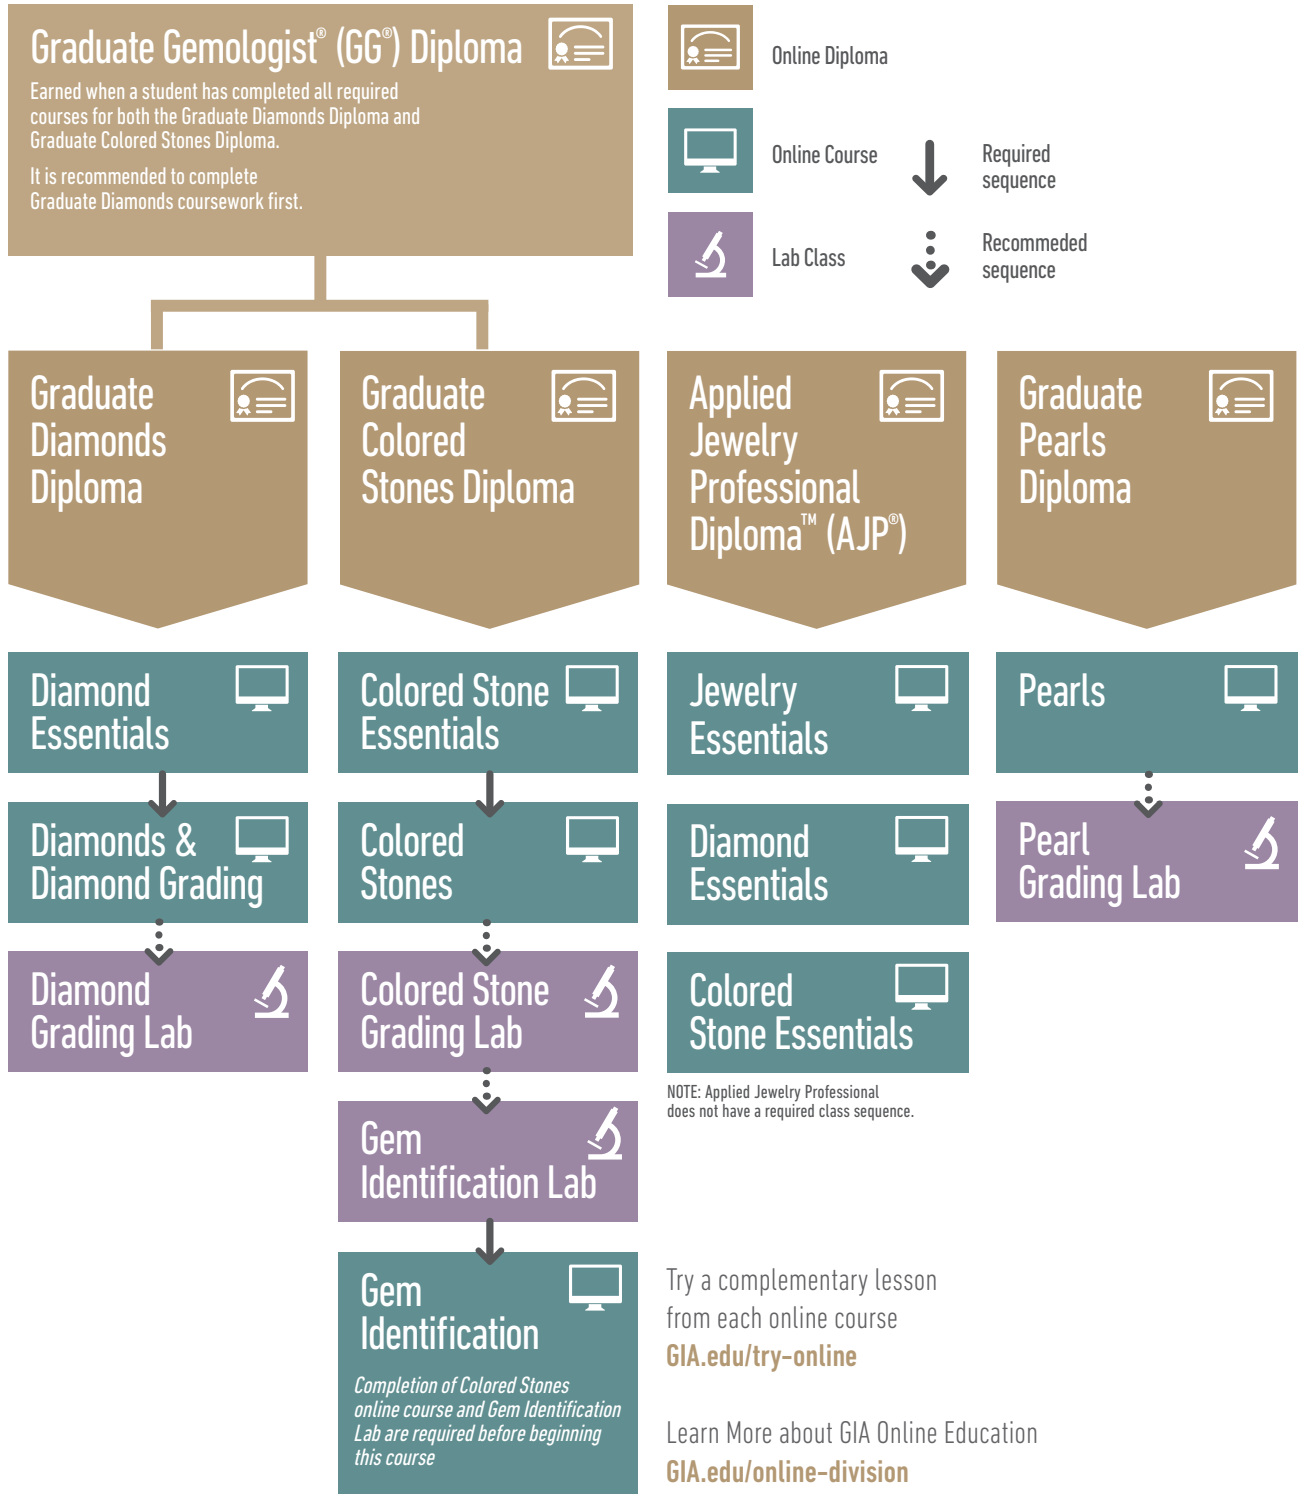 Graduate Gemologist® (GG®) Diploma
Earned when a student has completed all required
courses for both the Graduate Diamonds Diploma and
Graduate Colored Stones Diploma.
It is recommended to complete
Graduate Diamonds coursework first.
Online Diploma
Online Course
Lab Class
Required
sequence
Recommeded
sequence
Graduate
Diamonds
Diploma
Graduate
Colored
Stones Diploma
Applied
Jewelry
Professional
Diploma™ (AJP®)
Graduate
Pearls
Diploma
Diamond
Essentials
Diamonds &
Diamond Grading
Diamond
Grading Lab
Colored Stone
Essentials
Colored
Stones
Colored Stone
Grading Lab
Gem
Identification Lab
Gem
Identification
Completion of Colored Stones
online course and Gem Identification
Lab are required before beginning
this course
Jewelry
Essentials
Diamond
Essentials
Colored
Stone Essentials
NOTE: Applied Jewelry Professional
does not have a required class sequence.
Pearls
Pearl
Grading Lab
Try a complementary lesson
from each online course
GIA.edu/try-online
Learn More about GIA Online Education
GIA.edu/online-division